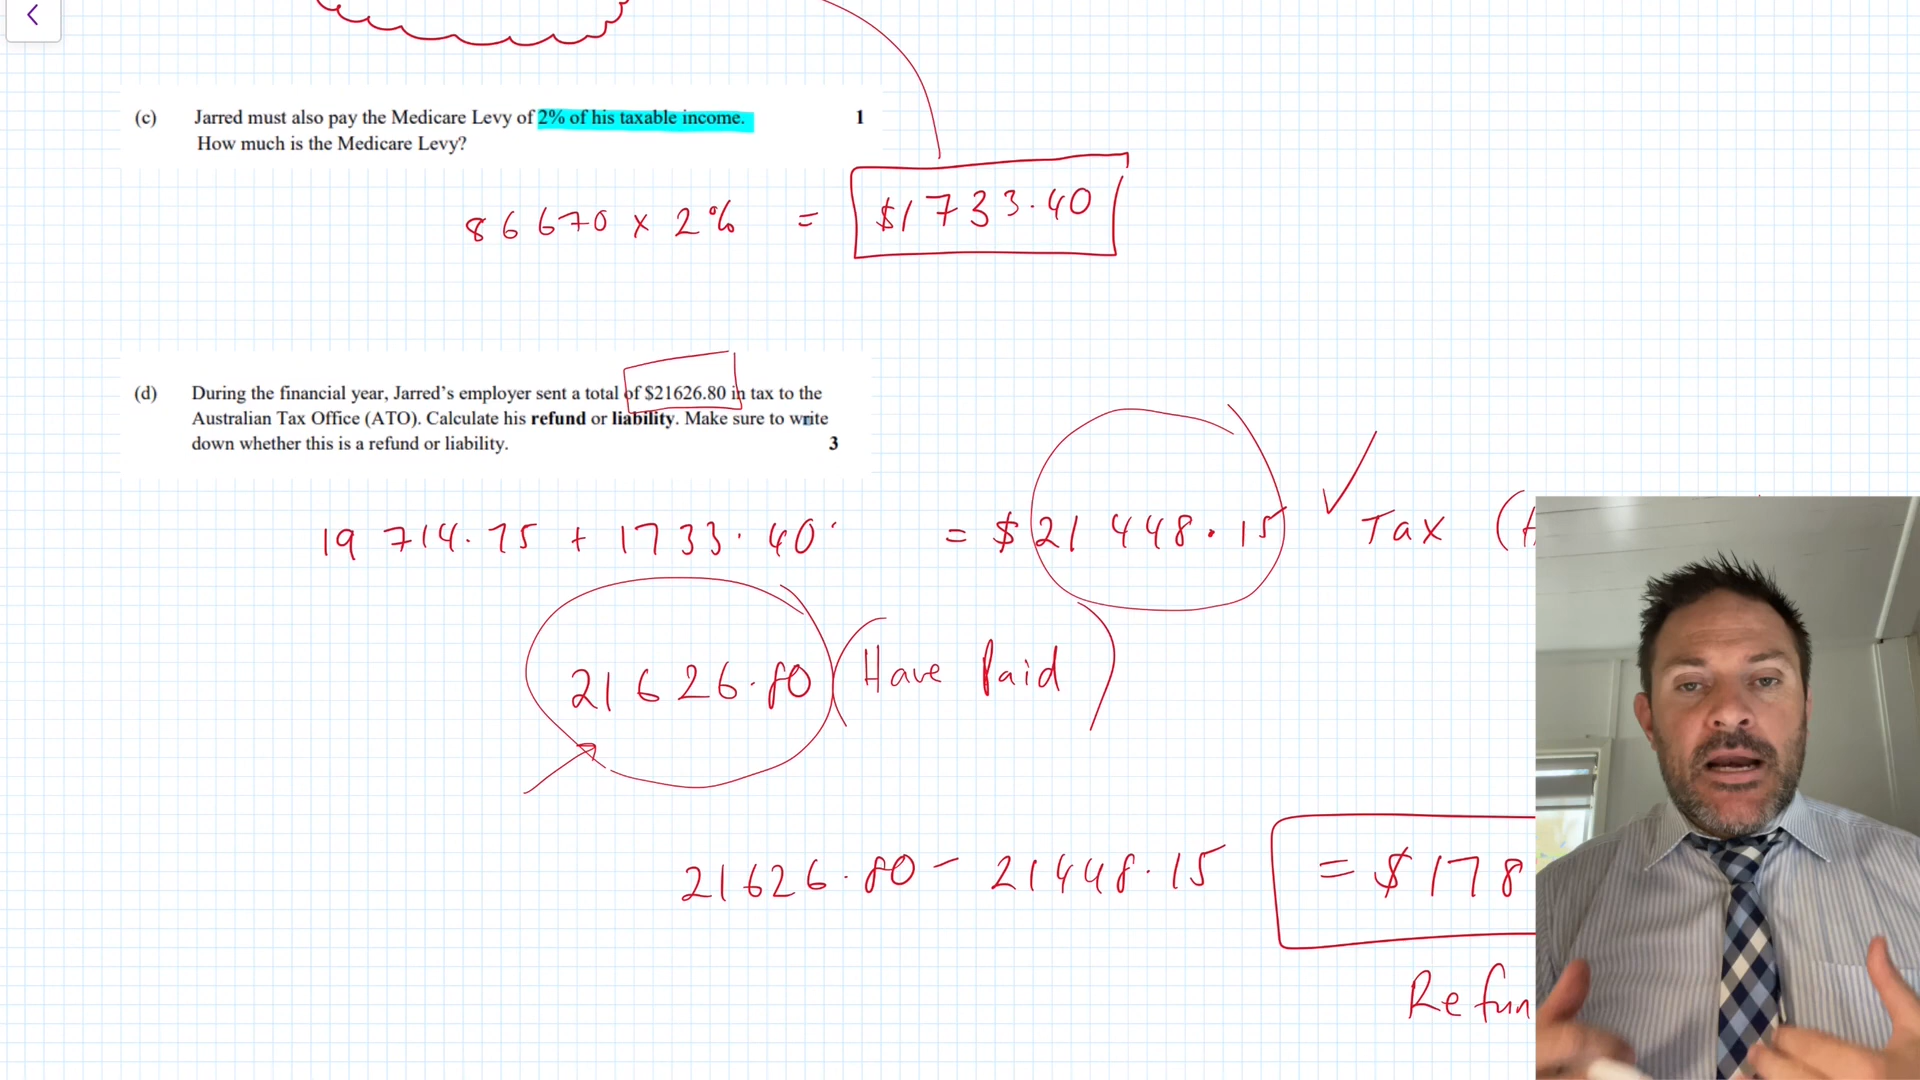 (c) Jarred must also pay the Medicare Levy of 2% of his taxable income. 1
How much is the Medicare Levy?
86670 x 2% = $1733.40
(d) During the financial year, Jarred's employer sent a total of $21626.80 in tax to the
Australian Tax Office (ATO). Calculate his refund or liability. Make sure to write
down whether this is a refund or liability. 3
19 714.75 + 1733.40 = $21 448.15 Tax (
21626.80 (Have Paid)
21626.80 - 21448.15 = $178
Refun